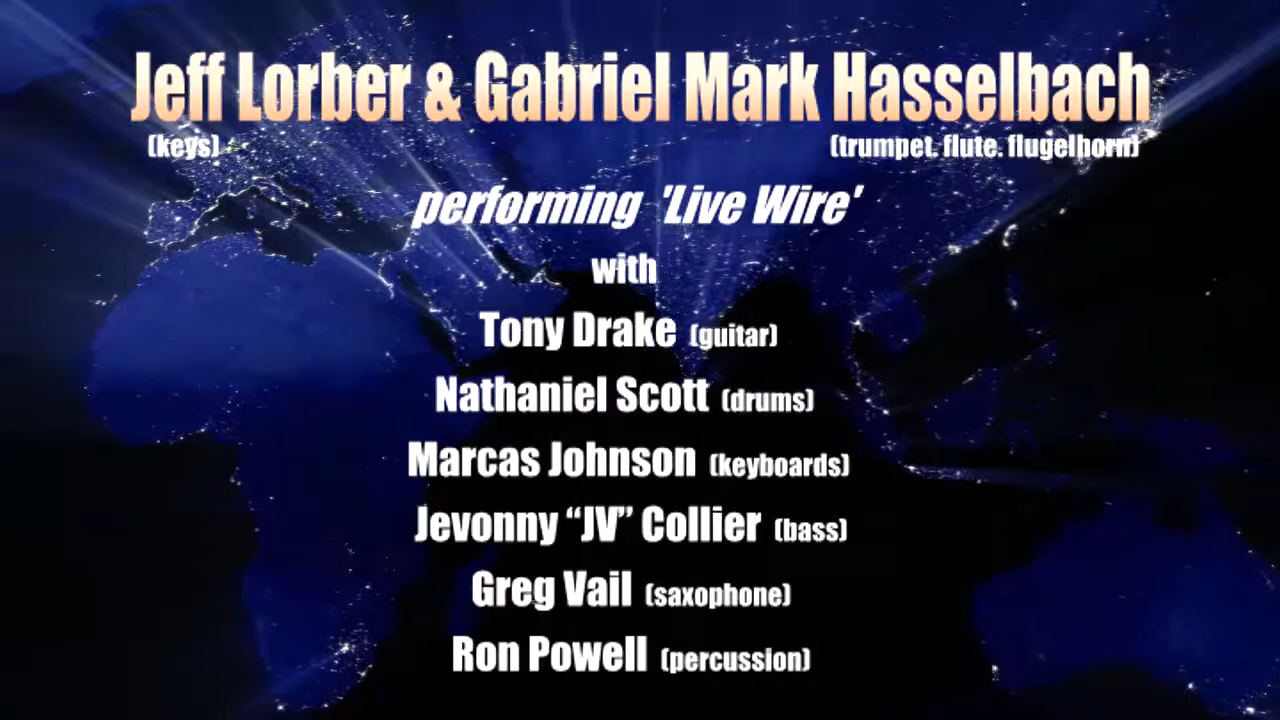 Jeff Lorber & Gabriel Mark Hasselbach
(keys) (trumpet. flute. flugelhorn)
performing 'Live Wire'
with
Tony Drake (guitar)
Nathaniel Scott (drums)
Marcas Johnson (keyboards)
Jevonny “JV” Collier (bass)
Greg Vail (saxophone)
Ron Powell (percussion)